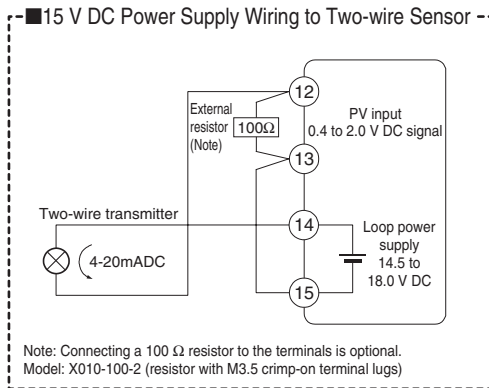 ■15 V DC Power Supply Wiring to Two-wire Sensor
12
External
resistor
(Note)
100Ω
PV input
0.4 to 2.0 V DC signal
13
Two-wire transmitter
14
Loop power
supply
14.5 to
18.0 V DC
4-20mADC
15
Note: Connecting a 100 Ω resistor to the terminals is optional.
Model: X010-100-2 (resistor with M3.5 crimp-on terminal lugs)